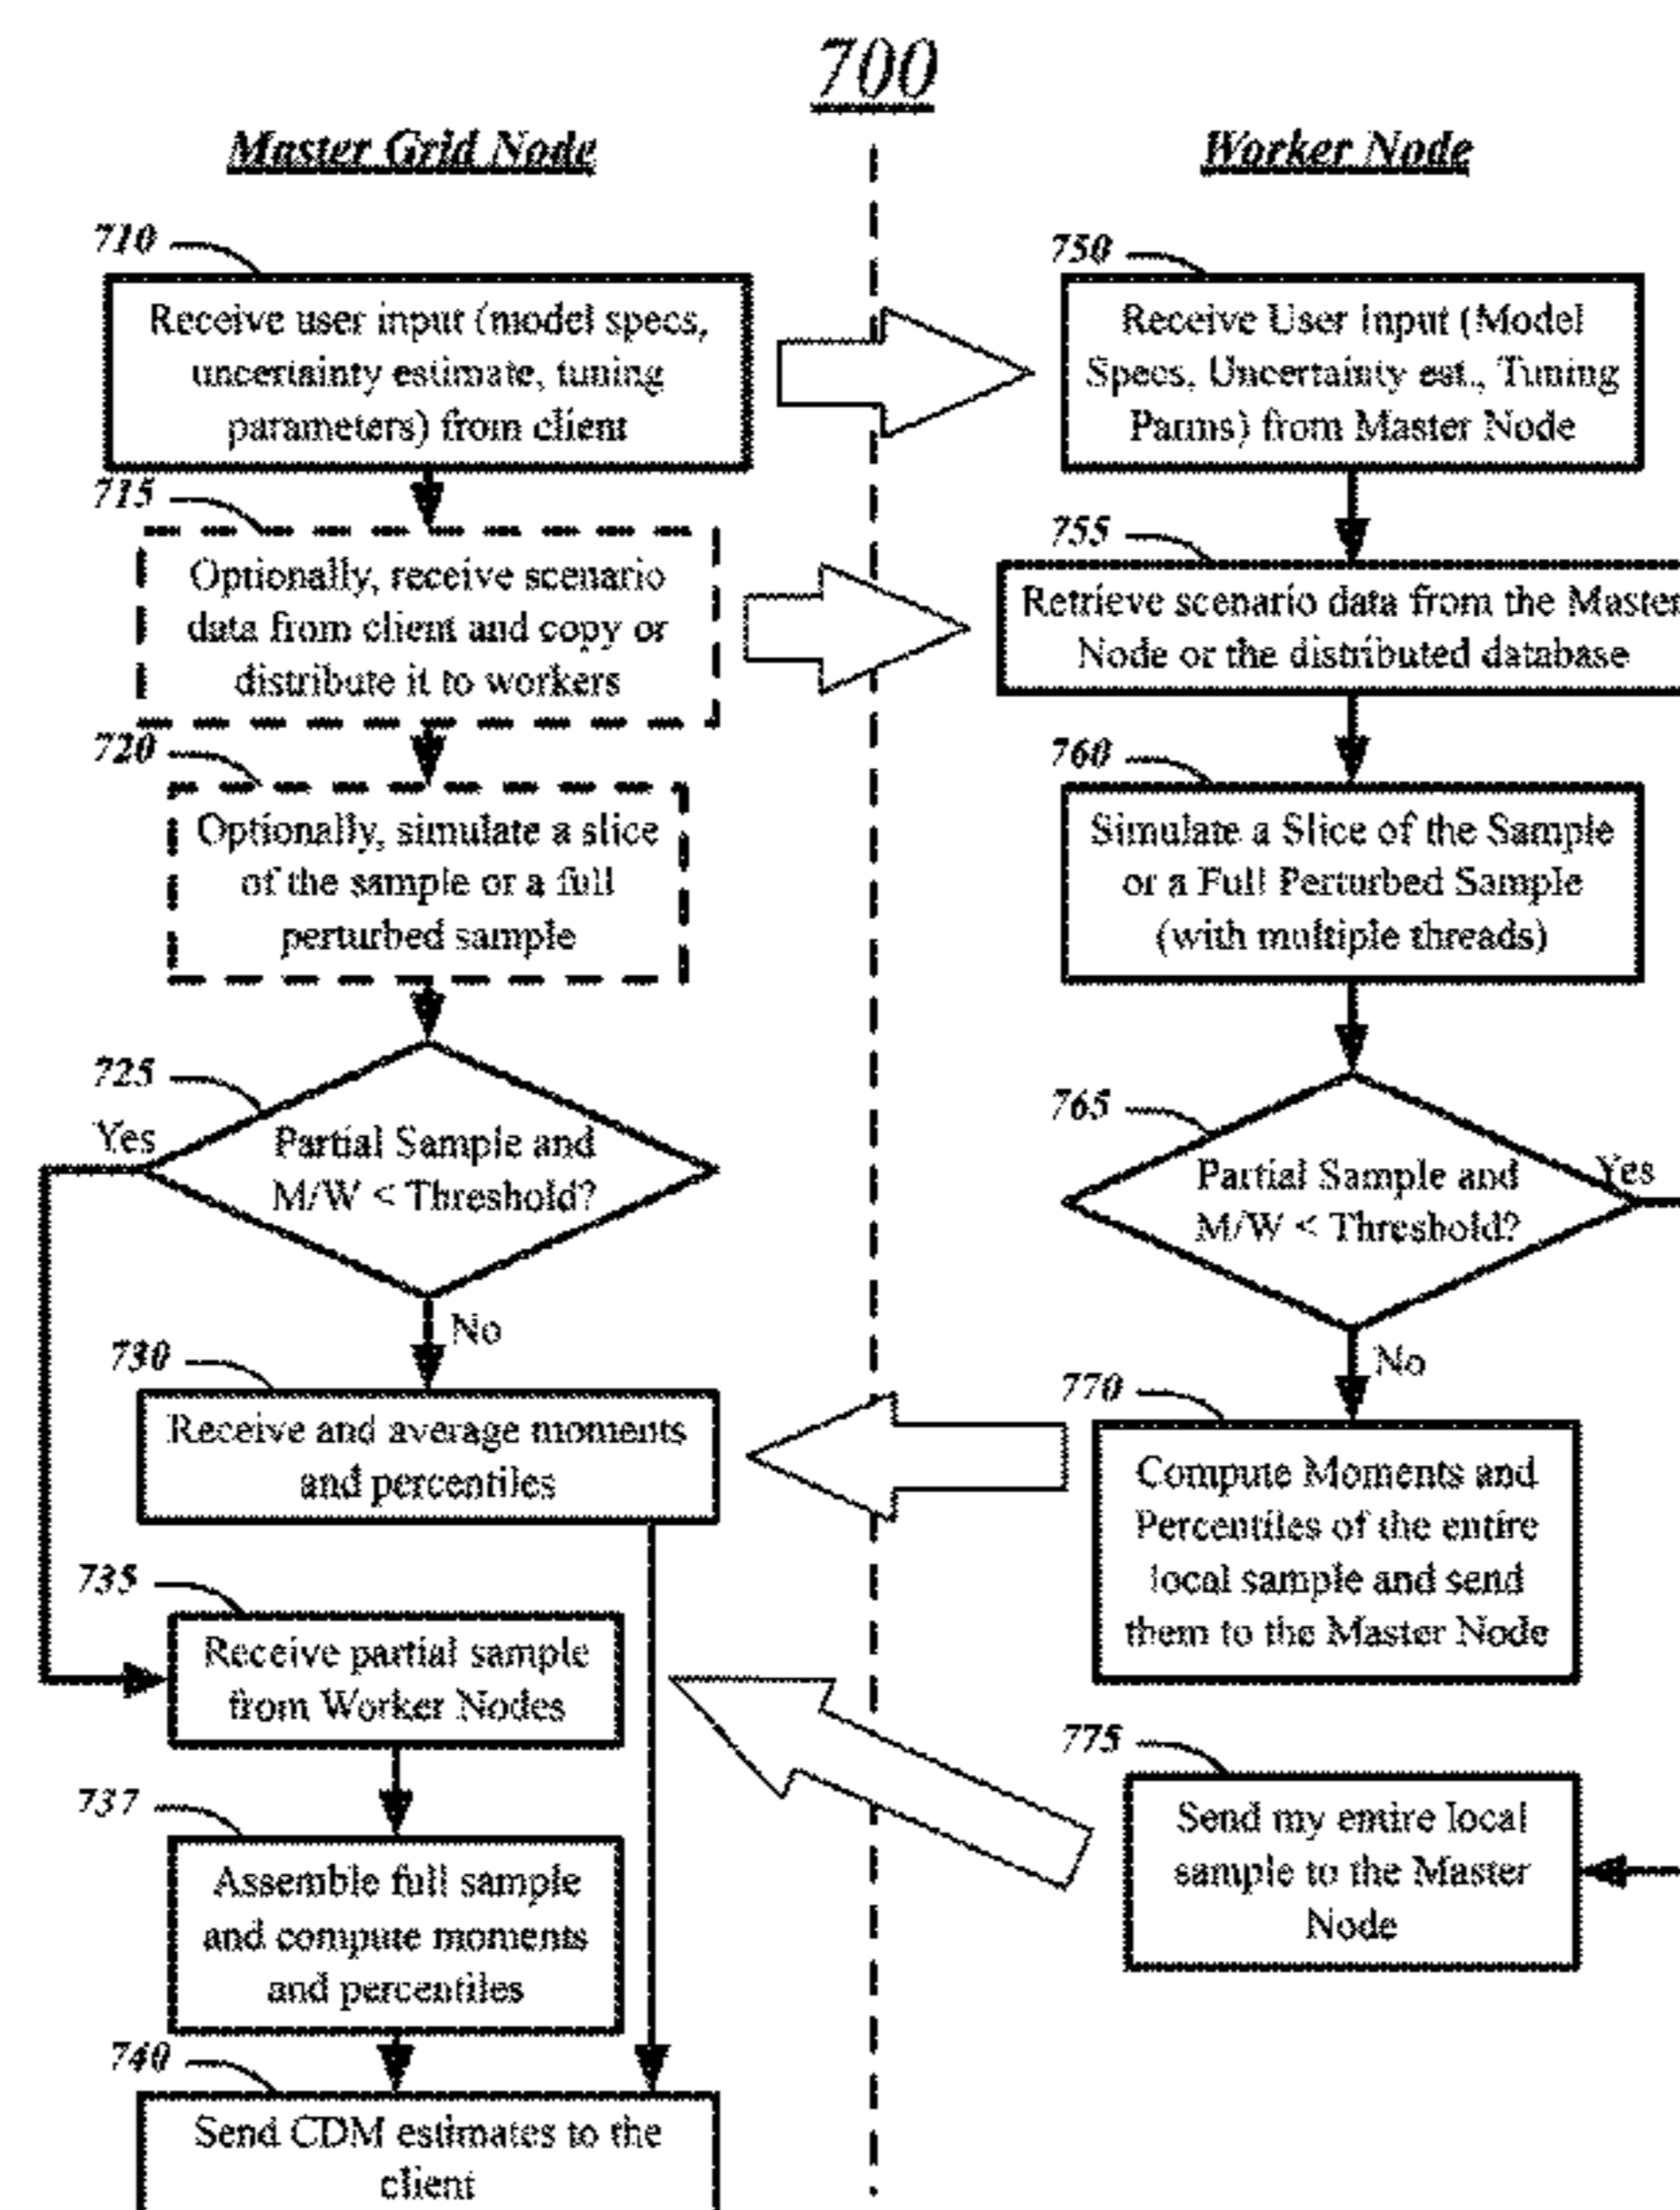 700
Master Grid Node
710
Receive user input (model specs,
uncertainty estimate, tuning
parameters) from client
715
Optionally, receive scenario
data from client and copy or
distribute it to workers
720
Optionally, simulate a slice
of the sample or a full
perturbed sample
725
Yes
Partial Sample and
M/W < Threshold?
No
730
Receive and average moments
and percentiles
735
Receive partial sample
from Worker Nodes
737
Assemble full sample
and compute moments
and percentiles
740
Send CDM estimates to the
client
Worker Node
750
Receive User Input (Model
Specs, Uncertainty est., Tuning
Parms) from Master Node
755
Retrieve scenario data from the Master
Node or the distributed database
760
Simulate a Slice of the Sample
or a Full Perturbed Sample
(with multiple threads)
765
Yes
Partial Sample and
M/W < Threshold?
No
770
Compute Moments and
Percentiles of the entire
local sample and send
them to the Master Node
775
Send my entire local
sample to the Master
Node